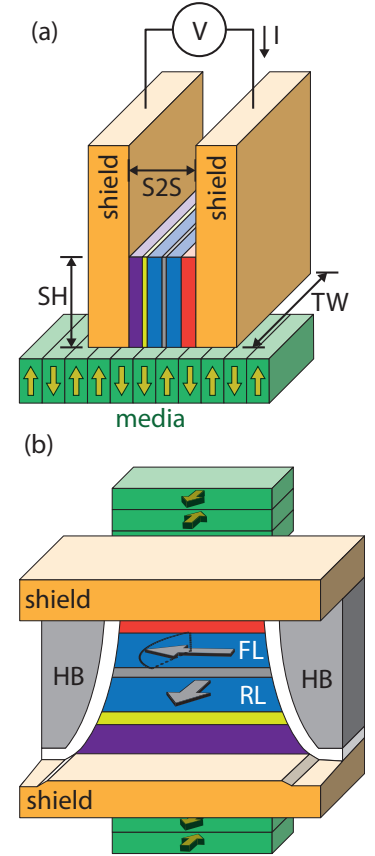 (a)
V
I
shield
S2S
shield
SH
TW
media
(b)
shield
HB
FL
HB
RL
shield